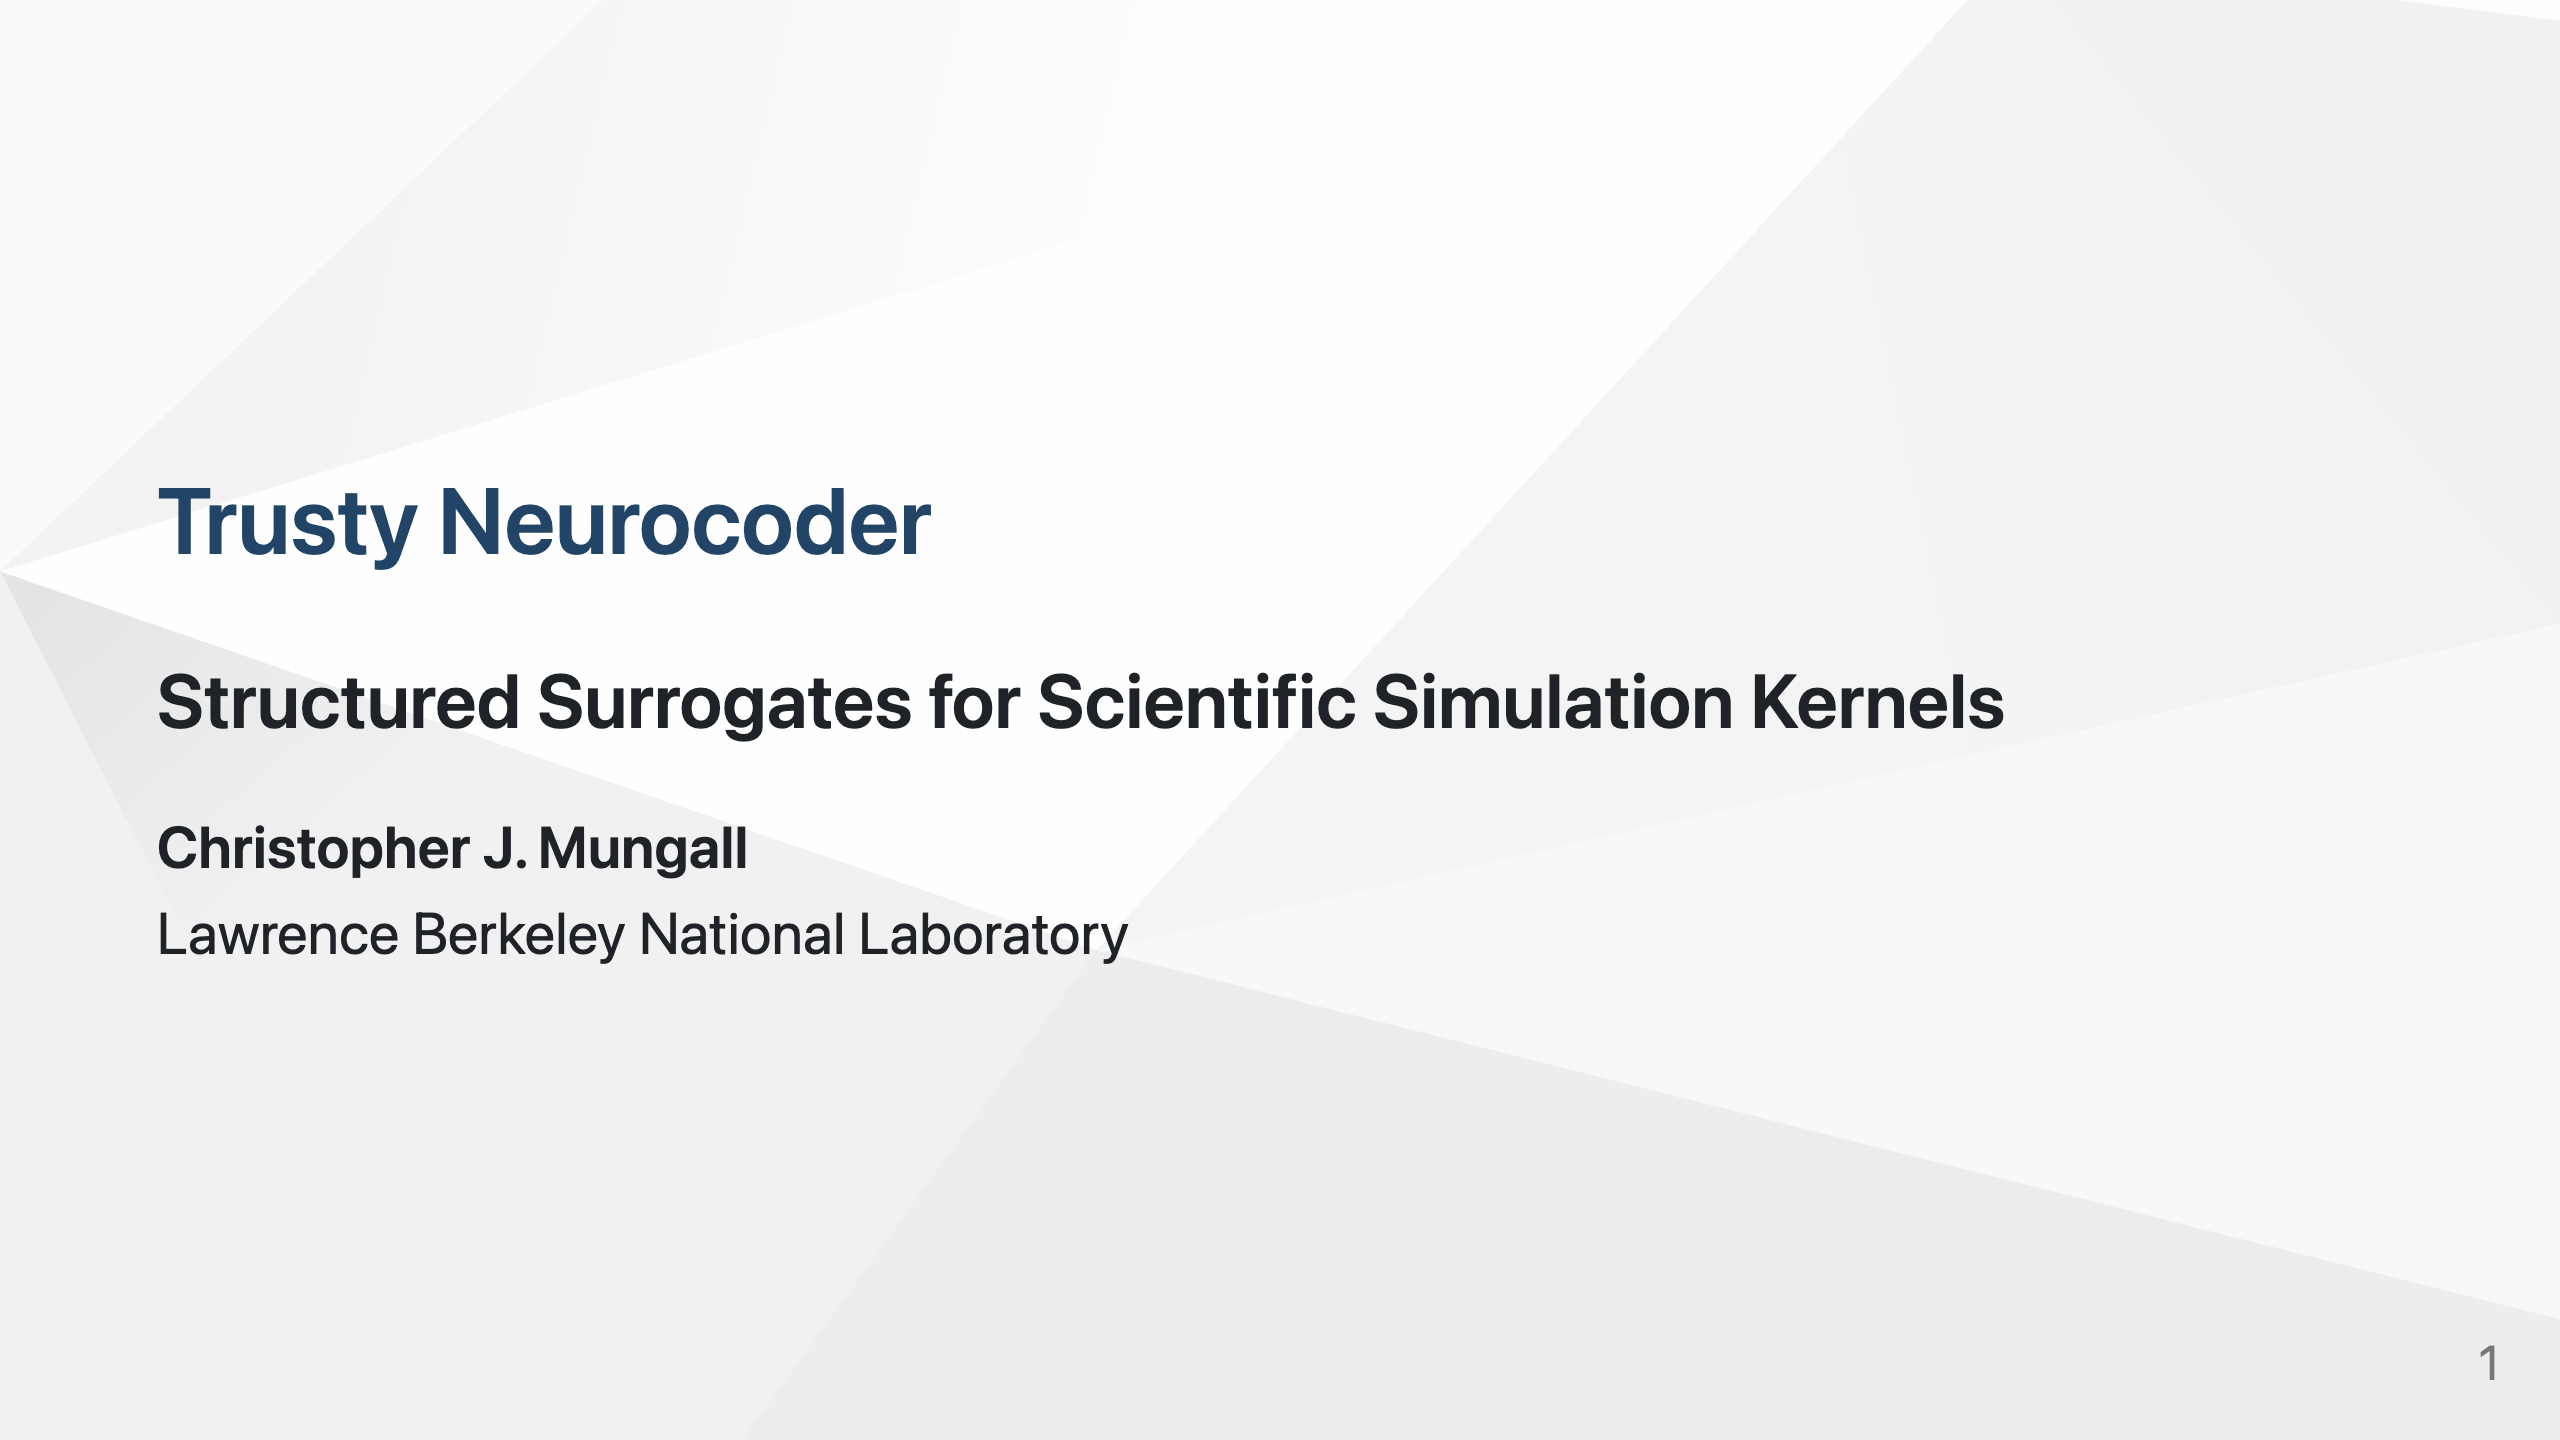 Trusty Neurocoder
Structured Surrogates for Scientific Simulation Kernels
Christopher J. Mungall
Lawrence Berkeley National Laboratory
1